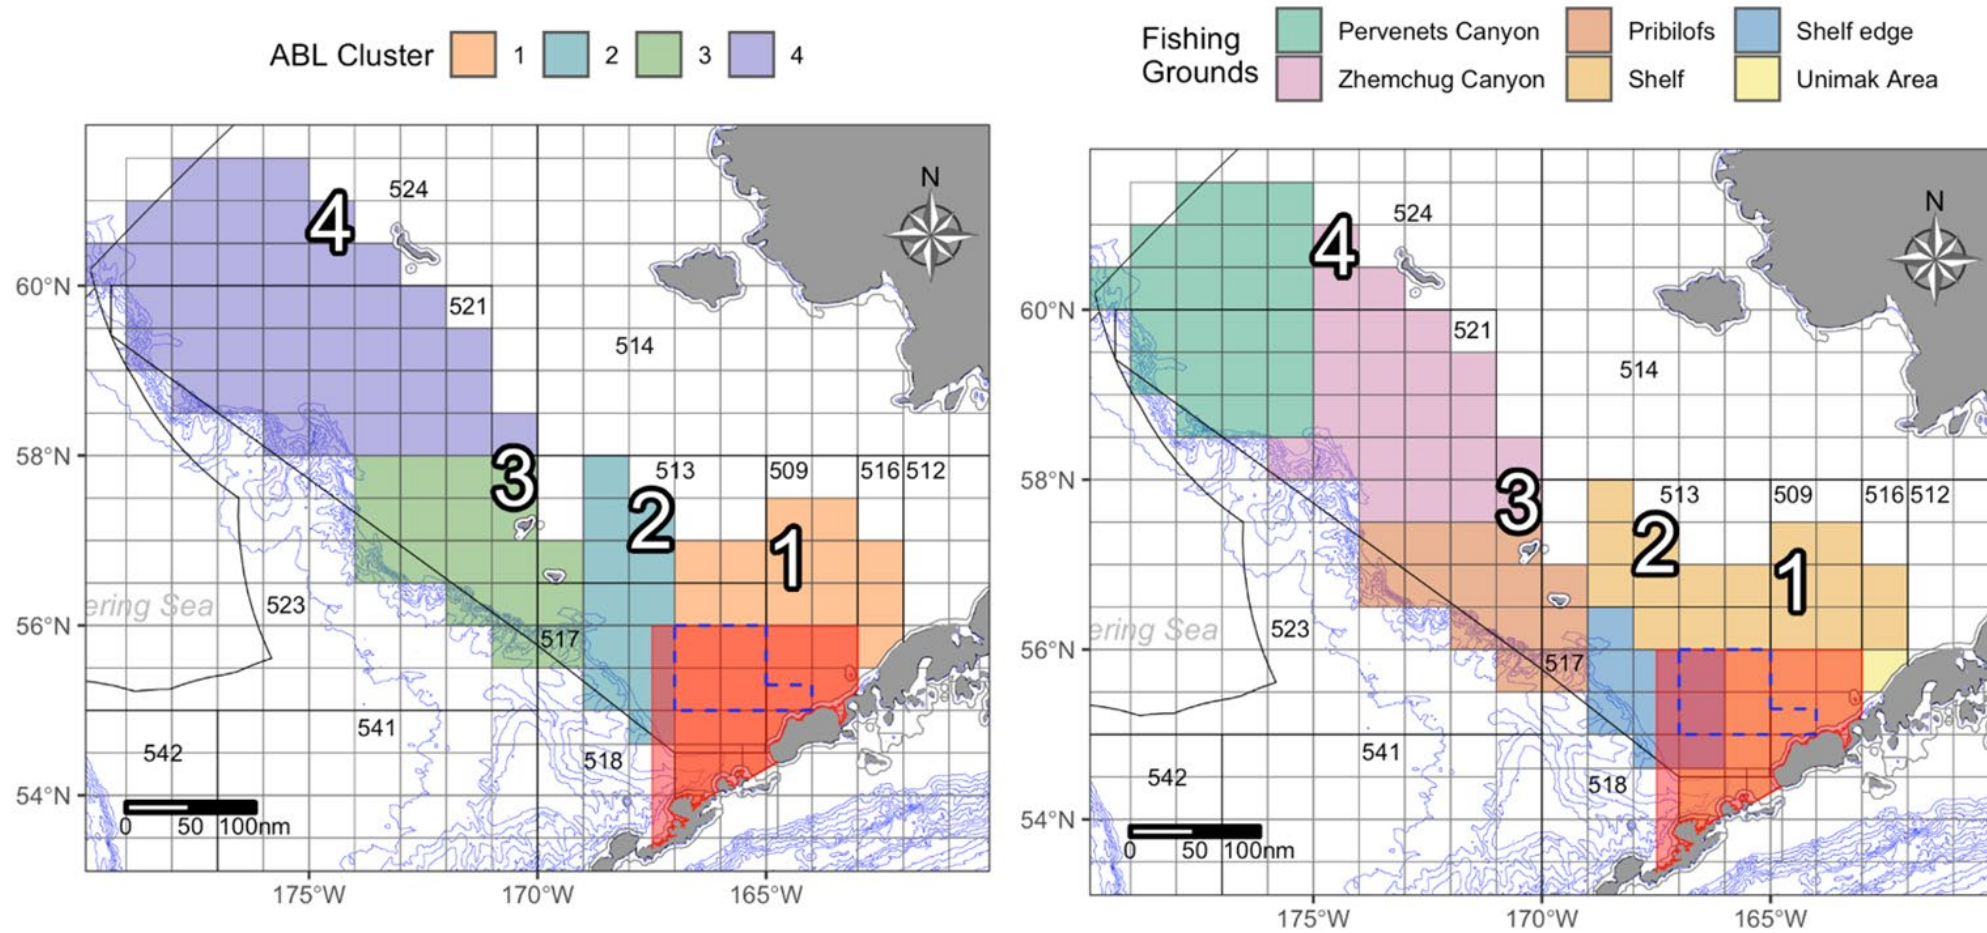 ABL Cluster 1 2 3 4
N
4
524
60°N
521
514
3
58°N
513
509
516
512
2
1
ering Sea
523
56°N
517
541
542
518
54°N
0 50 100nm
175°W 170°W 165°W
Fishing
Grounds
Pervenets Canyon Pribilofs Shelf edge
Zhemchug Canyon Shelf Unimak Area
N
4
524
60°N
521
514
3
58°N
513
509
516
512
2
1
ering Sea
523
56°N
517
541
542
518
54°N
0 50 100nm
175°W 170°W 165°W